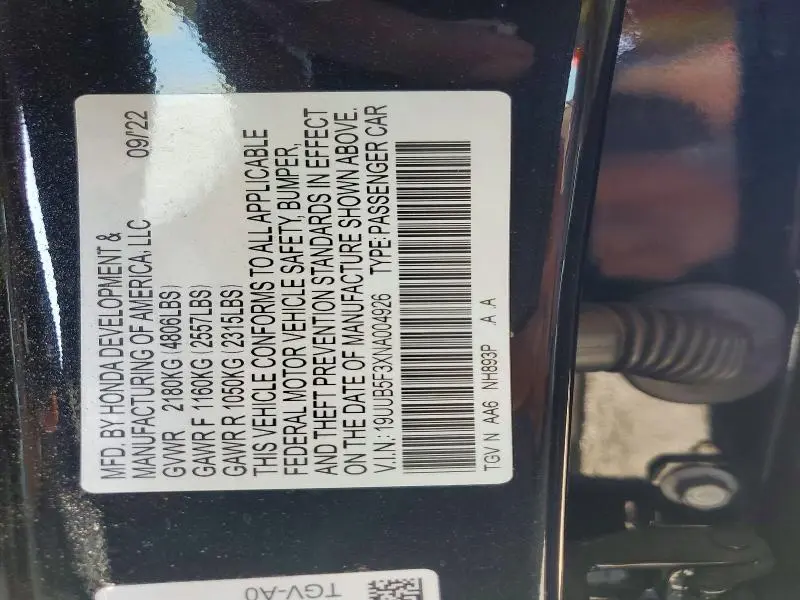 MFD. BY HONDA DEVELOPMENT &
MANUFACTURING OF AMERICA, LLC 09/'22
GVWR 2180KG (4806LBS)
GAWR F 1160KG (2557LBS)
GAWR R 1050KG (2315LBS)
THIS VEHICLE CONFORMS TO ALL APPLICABLE
FEDERAL MOTOR VEHICLE SAFETY, BUMPER,
AND THEFT PREVENTION STANDARDS IN EFFECT
ON THE DATE OF MANUFACTURE SHOWN ABOVE.
V.I.N.: 19UUB5F3XNA004926 TYPE:PASSENGER CAR
TGV N AA6 NH893P A A
TGV-A0